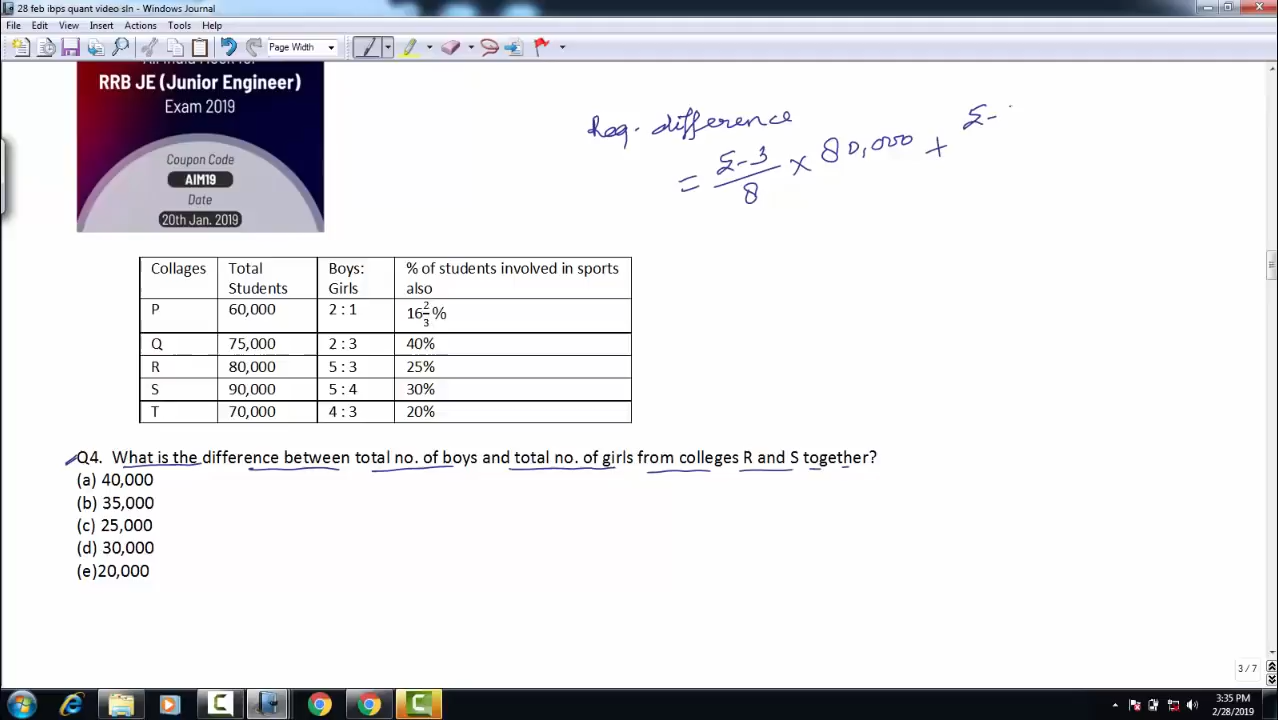 28 feb ibps quant video sln - Windows Journal
File Edit View Insert Actions Tools Help
Page Width
RRB JE (Junior Engineer)
Exam 2019
Coupon Code
AIM19
Date
20th Jan. 2019
Req. difference
= 5-3/8 × 80,000 + 5-
Collages Total Students Boys: Girls % of students involved in sports also
P 60,000 2 : 1 16 2/3 %
Q 75,000 2 : 3 40%
R 80,000 5 : 3 25%
S 90,000 5 : 4 30%
T 70,000 4 : 3 20%
Q4. What is the difference between total no. of boys and total no. of girls from colleges R and S together?
(a) 40,000
(b) 35,000
(c) 25,000
(d) 30,000
(e)20,000
3 / 7
3:35 PM
2/28/2019